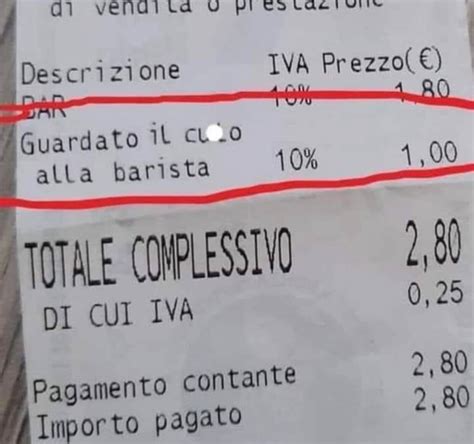 di vendita o prestazione
Descrizione IVA Prezzo(€)
BAR 10% 1,80
Guardato il cu o
alla barista 10% 1,00
TOTALE COMPLESSIVO 2,80
DI CUI IVA 0,25
Pagamento contante 2,80
Importo pagato 2,80